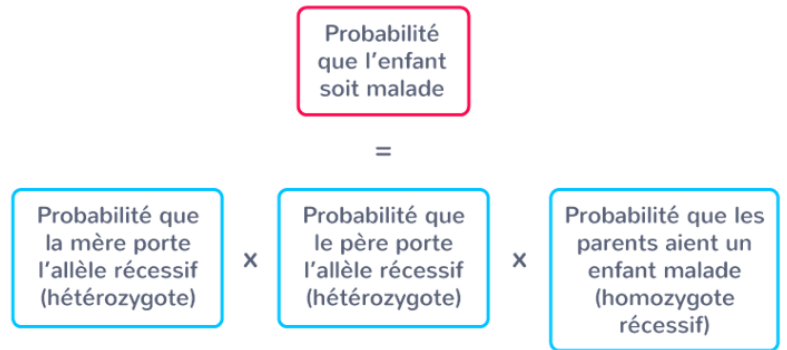 Probabilité
que l'enfant
soit malade
=
Probabilité que
la mère porte
l'allèle récessif
(hétérozygote)
x
Probabilité que
le père porte
l'allèle récessif
(hétérozygote)
x
Probabilité que les
parents aient un
enfant malade
(homozygote
récessif)